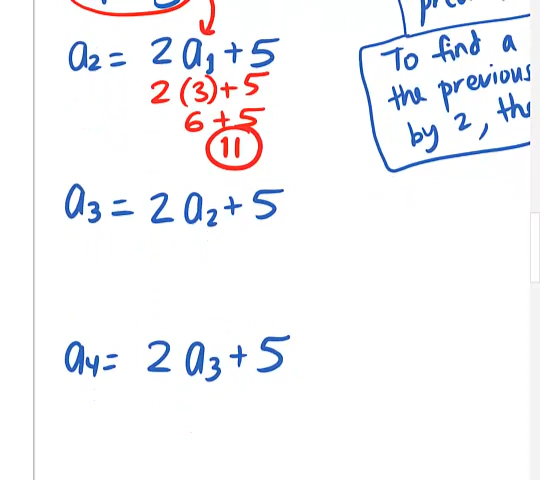 a₂ = 2a₁ + 5
2(3)+5
6+5
11
a₃ = 2a₂ + 5
a₄ = 2a₃ + 5
To find a
the previous
by 2, the